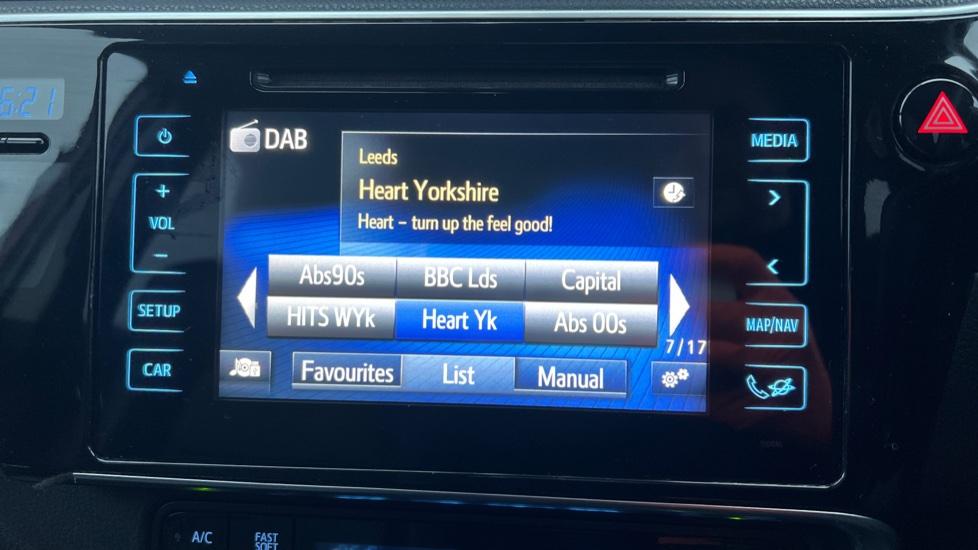 6:21
DAB
Leeds
Heart Yorkshire
Heart – turn up the feel good!
Abs90s BBC Lds Capital
HITS WYk Heart Yk Abs 00s
7/17
Favourites List Manual
+
VOL
–
SETUP
CAR
MEDIA
>
<
MAP/NAV
A/C
FAST
SOFT